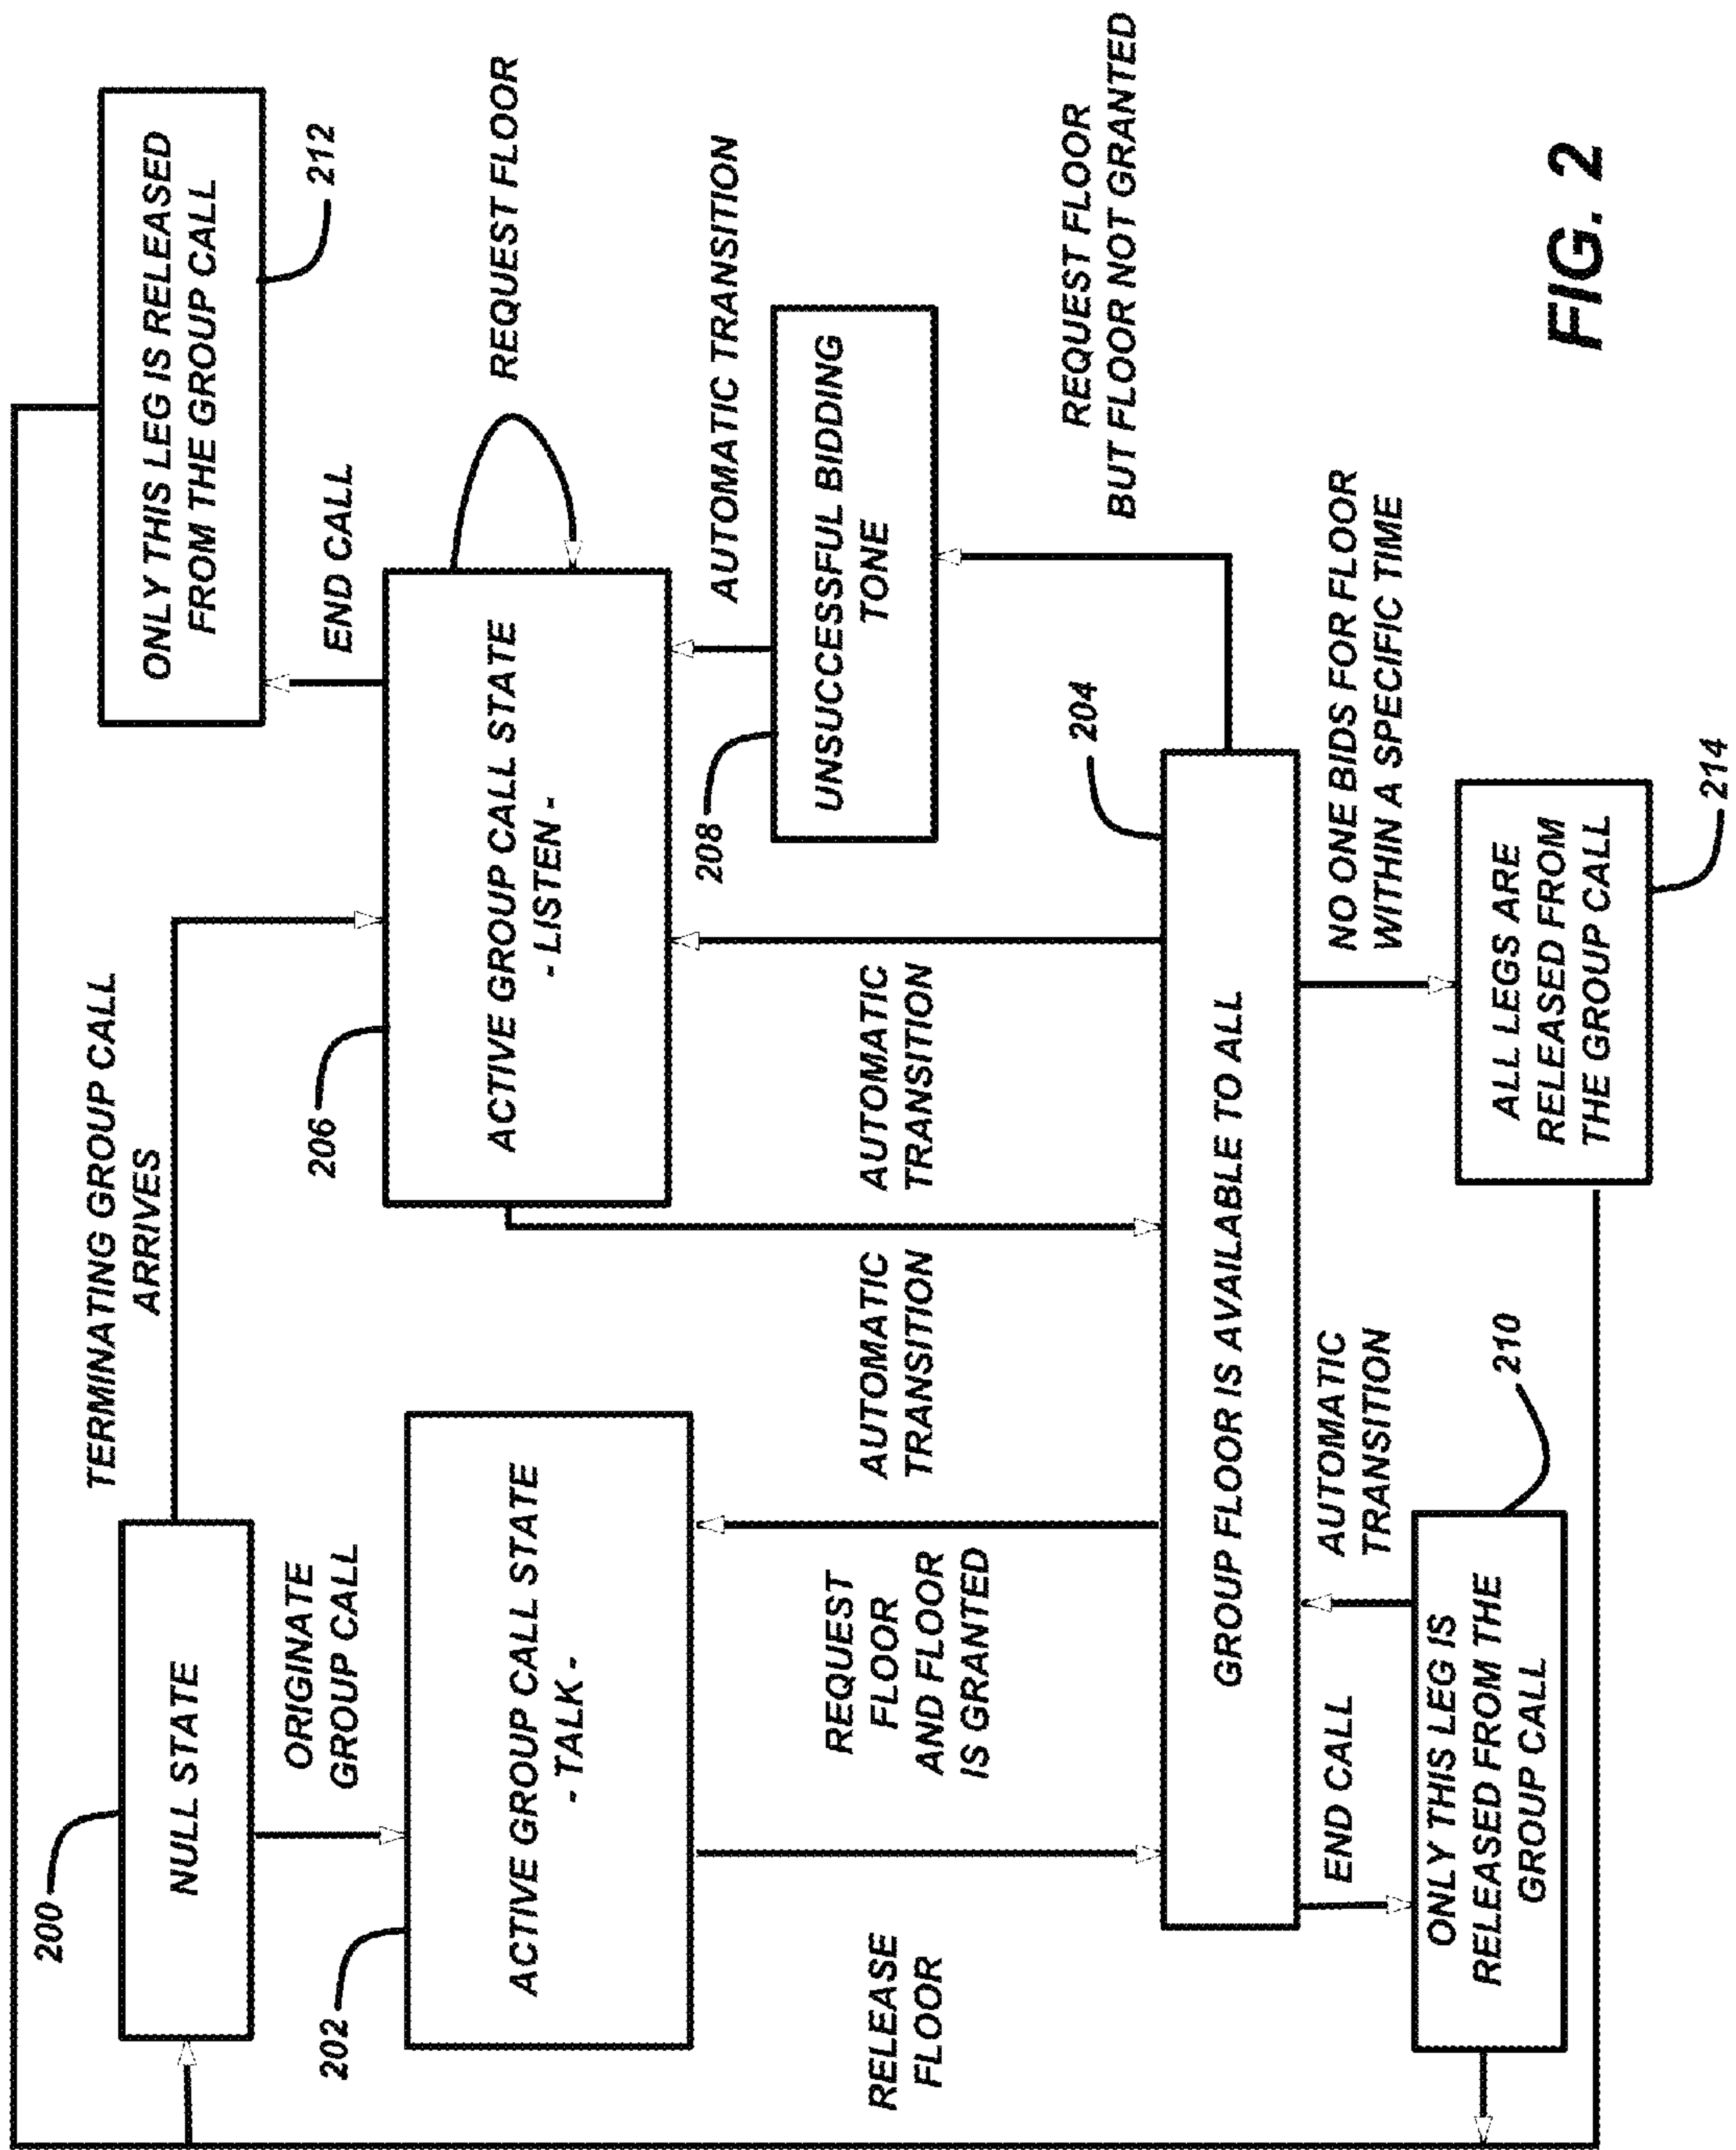 200
NULL STATE
TERMINATING GROUP CALL
ARRIVES
ONLY THIS LEG IS RELEASED
FROM THE GROUP CALL
212
ORIGINATE
GROUP CALL
END CALL
REQUEST FLOOR
202
ACTIVE GROUP CALL STATE
- TALK -
206
ACTIVE GROUP CALL STATE
- LISTEN -
AUTOMATIC TRANSITION
208
UNSUCCESSFUL BIDDING
TONE
RELEASE
FLOOR
REQUEST
FLOOR
AND FLOOR
IS GRANTED
AUTOMATIC
TRANSITION
AUTOMATIC
TRANSITION
REQUEST FLOOR
BUT FLOOR NOT GRANTED
204
GROUP FLOOR IS AVAILABLE TO ALL
END CALL
AUTOMATIC
TRANSITION
NO ONE BIDS FOR FLOOR
WITHIN A SPECIFIC TIME
ONLY THIS LEG IS
RELEASED FROM THE
GROUP CALL
210
ALL LEGS ARE
RELEASED FROM
THE GROUP CALL
214
FIG. 2